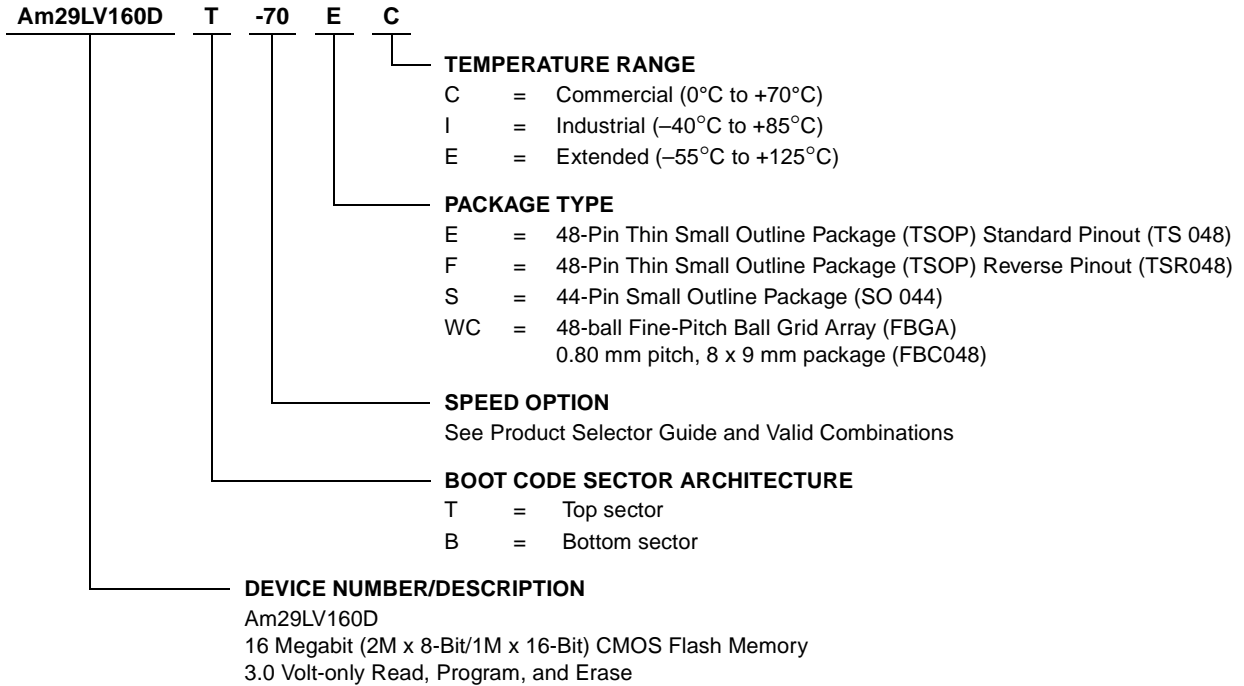 Am29LV160D T -70 E C
TEMPERATURE RANGE
C = Commercial (0°C to +70°C)
I = Industrial (–40°C to +85°C)
E = Extended (–55°C to +125°C)
PACKAGE TYPE
E = 48-Pin Thin Small Outline Package (TSOP) Standard Pinout (TS 048)
F = 48-Pin Thin Small Outline Package (TSOP) Reverse Pinout (TSR048)
S = 44-Pin Small Outline Package (SO 044)
WC = 48-ball Fine-Pitch Ball Grid Array (FBGA)
0.80 mm pitch, 8 x 9 mm package (FBC048)
SPEED OPTION
See Product Selector Guide and Valid Combinations
BOOT CODE SECTOR ARCHITECTURE
T = Top sector
B = Bottom sector
DEVICE NUMBER/DESCRIPTION
Am29LV160D
16 Megabit (2M x 8-Bit/1M x 16-Bit) CMOS Flash Memory
3.0 Volt-only Read, Program, and Erase